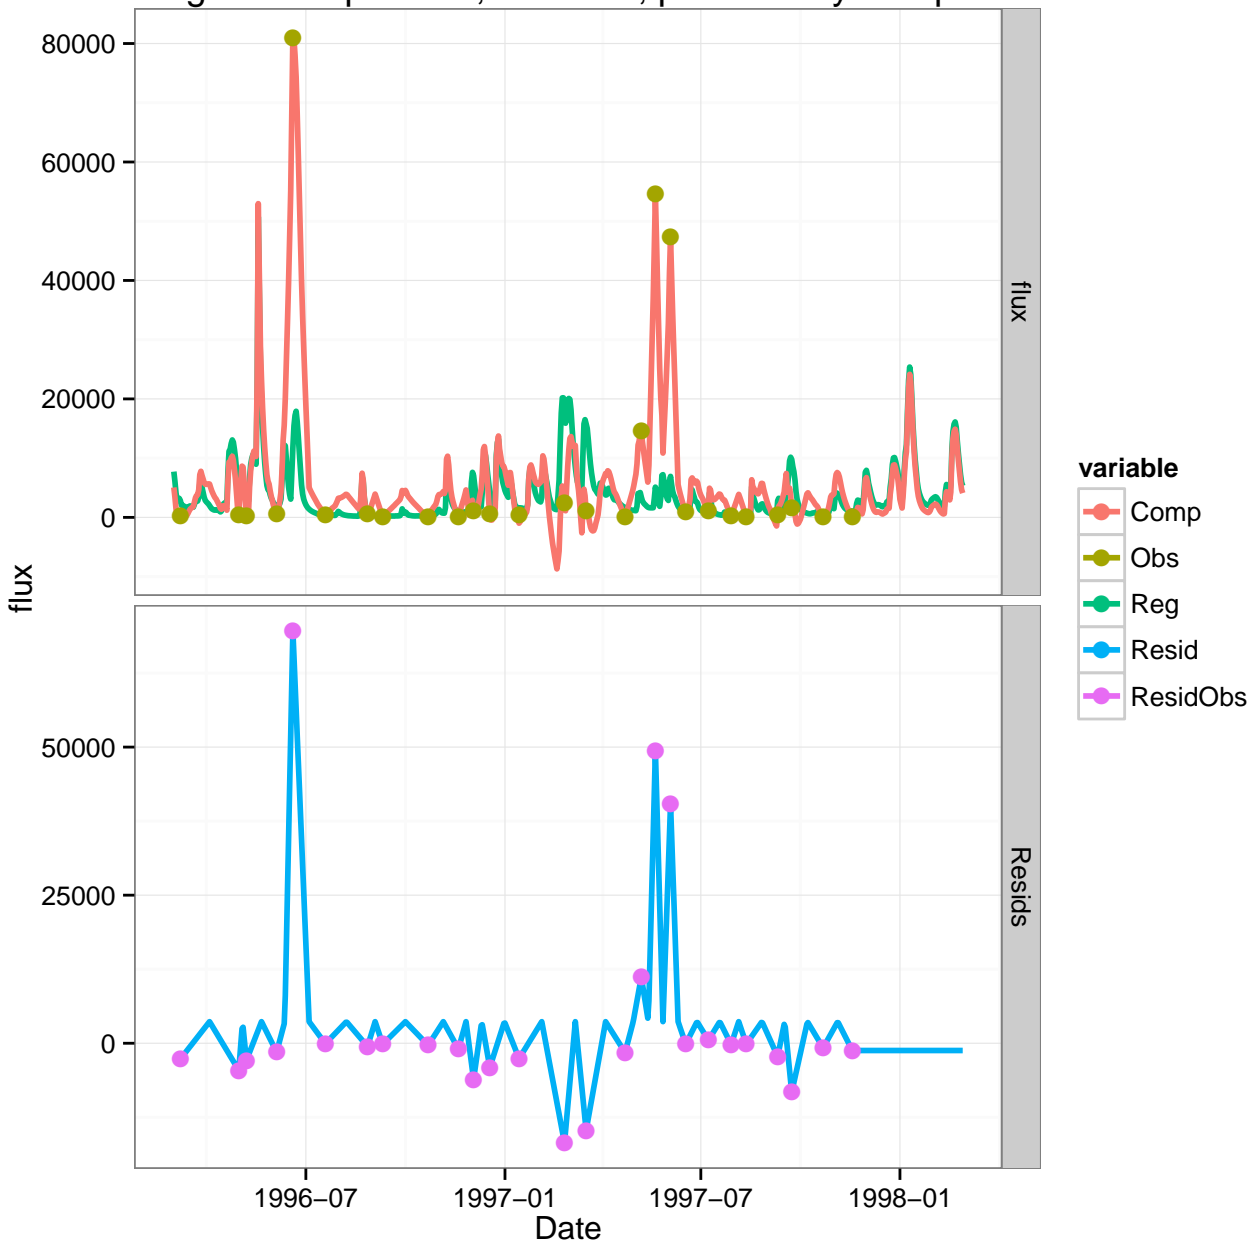 80000
60000
40000
20000
0
flux
50000
25000
0
Resids
flux
1996−07
1997−01
1997−07
1998−01
Date
variable
Comp
Obs
Reg
Resid
ResidObs